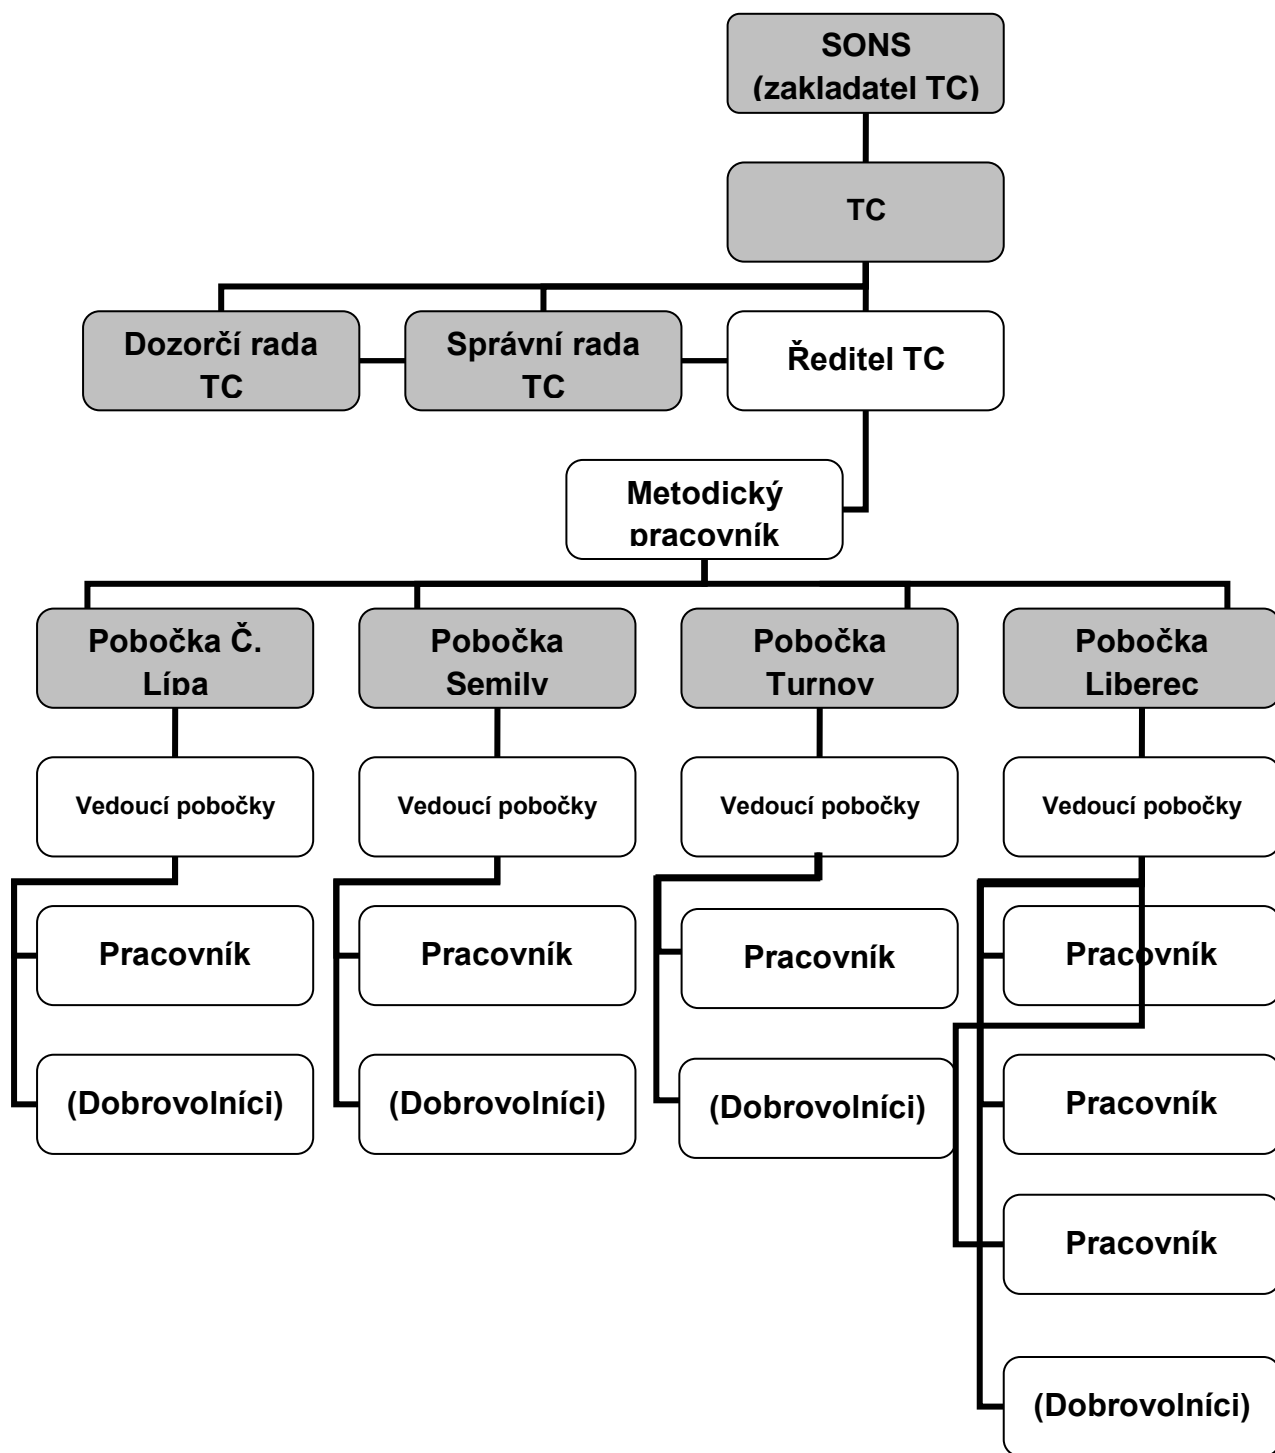 SONS
(zakladatel TC)
TC
Dozorčí rada
TC
Správní rada
TC
Ředitel TC
Metodický
pracovník
Pobočka Č.
Lípa
Pobočka
Semily
Pobočka
Turnov
Pobočka
Liberec
Vedoucí pobočky
Vedoucí pobočky
Vedoucí pobočky
Vedoucí pobočky
Pracovník
Pracovník
Pracovník
Pracovník
(Dobrovolníci)
(Dobrovolníci)
(Dobrovolníci)
Pracovník
Pracovník
(Dobrovolníci)